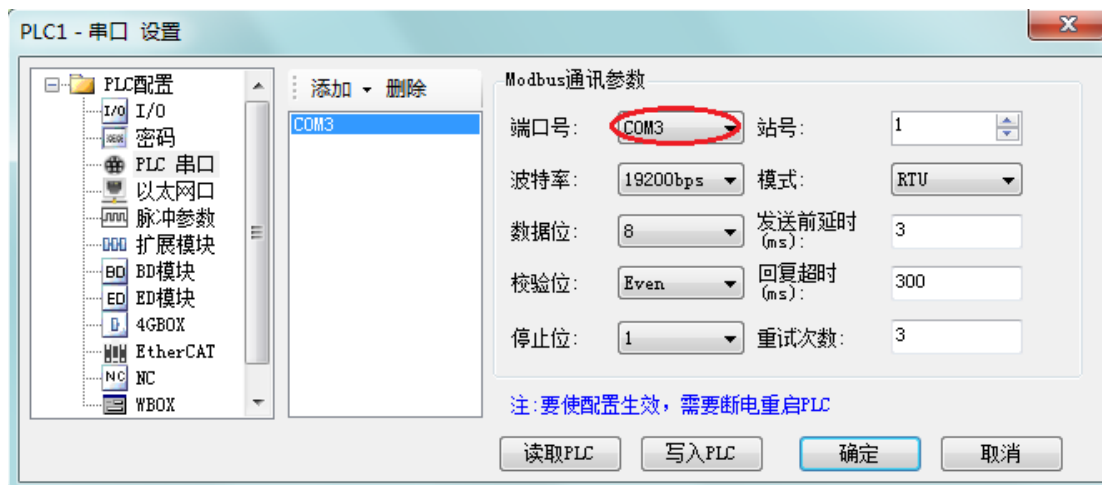 PLC1 - 串口 设置
PLC配置
I/O I/O
密码
PLC 串口
以太网口
脉冲参数
扩展模块
BD BD模块
ED ED模块
4GBOX
EtherCAT
NC NC
WBOX
添加 删除
COM3
Modbus通讯参数
端口号: COM3 站号: 1
波特率: 19200bps 模式: RTU
数据位: 8 发送前延时(ms): 3
校验位: Even 回复超时(ms): 300
停止位: 1 重试次数: 3
注:要使配置生效，需要断电重启PLC
读取PLC 写入PLC 确定 取消